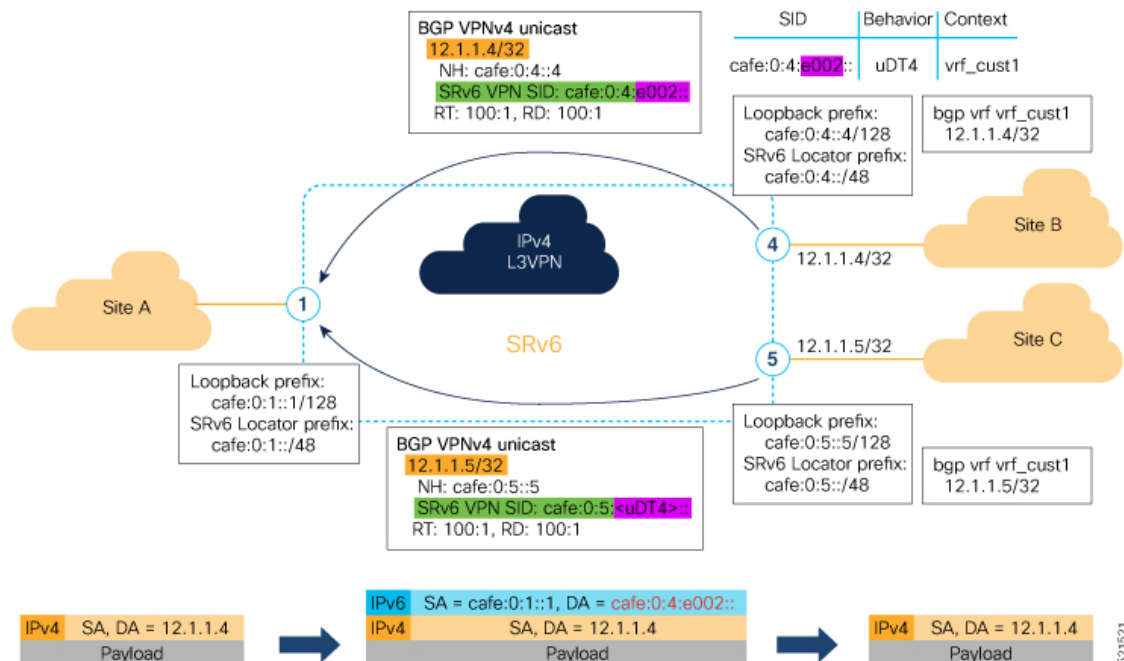 BGP VPNv4 unicast
12.1.1.4/32
NH: cafe:0:4::4
SRv6 VPN SID: cafe:0:4:e002::
RT: 100:1, RD: 100:1
SID Behavior Context
cafe:0:4:e002:: uDT4 vrf_cust1
Loopback prefix:
cafe:0:4::4/128
SRv6 Locator prefix:
cafe:0:4::/48
bgp vrf vrf_cust1
12.1.1.4/32
IPv4
L3VPN
4
12.1.1.4/32
Site B
Site A
1
SRv6
5
12.1.1.5/32
Site C
Loopback prefix:
cafe:0:1::1/128
SRv6 Locator prefix:
cafe:0:1::/48
BGP VPNv4 unicast
12.1.1.5/32
NH: cafe:0:5::5
SRv6 VPN SID: cafe:0:5:<uDT4>::
RT: 100:1, RD: 100:1
Loopback prefix:
cafe:0:5::5/128
SRv6 Locator prefix:
cafe:0:5::/48
bgp vrf vrf_cust1
12.1.1.5/32
IPv4 SA, DA = 12.1.1.4
Payload
IPv6 SA = cafe:0:1::1, DA = cafe:0:4:e002::
IPv4 SA, DA = 12.1.1.4
Payload
IPv4 SA, DA = 12.1.1.4
Payload
521521